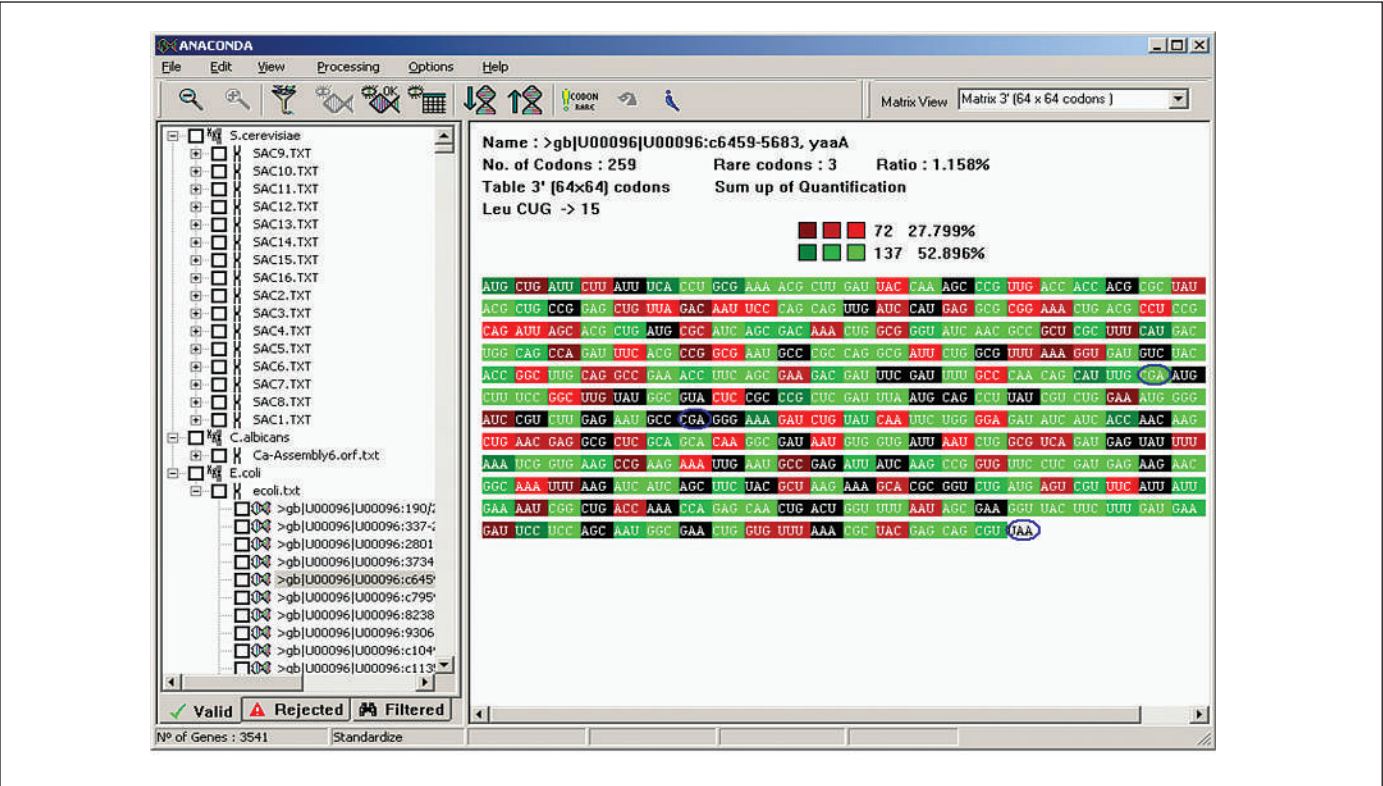 ANACONDA
File Edit View Processing Options Help
CODON RARE
Matrix View Matrix 3' (64 x 64 codons )
S.cerevisiae
SAC9.TXT
SAC10.TXT
SAC11.TXT
SAC12.TXT
SAC13.TXT
SAC14.TXT
SAC15.TXT
SAC16.TXT
SAC2.TXT
SAC3.TXT
SAC4.TXT
SAC5.TXT
SAC6.TXT
SAC7.TXT
SAC8.TXT
SAC1.TXT
C.albicans
Ca-Assembly6.orf.txt
E.coli
ecoli.txt
>gb|U00096|U00096:190/2
>gb|U00096|U00096:337-2
>gb|U00096|U00096:2801
>gb|U00096|U00096:3734
>gb|U00096|U00096:c645
>gb|U00096|U00096:c795
>gb|U00096|U00096:8238
>gb|U00096|U00096:9306
>gb|U00096|U00096:c104
>gb|U00096|U00096:c113
Valid Rejected Filtered
Nº of Genes : 3541 Standardize
Name : >gb|U00096|U00096:c6459-5683, yaaA
No. of Codons : 259 Rare codons : 3 Ratio : 1.158%
Table 3' (64x64) codons Sum up of Quantification
Leu CUG -> 15
72 27.799%
137 52.896%
AUG CUG AUU CUU AUU UCA CCU GCG AAA ACG CUU GAU UAC CAA AGC CCG UUG ACC ACC ACG CGC UAU
ACG CUG CCG GAG CUG UUA GAC AAU UCC CAG CAG UUG AUC CAU GAG GCG CGG AAA CUG ACG CCU CCG
CAG AUU AGC ACG CUG AUG CGC AUC AGC GAC AAA CUG GCG GGU AUC AAC GCC GCU CGC UUU CAU GAC
UGG CAG CCA GAU UUC ACG CCG GCG AAU GCC CGC CAG GCG AUU CUG GCG UUU AAA GGU GAU GUC UAC
ACC GGC UUG CAG GCC GAA ACC UUC AGC GAA GAC GAU UUC GAU UUU GCC CAA CAG CAU UUG CGA AUG
CUU UCC GGC UUG UAU GGC GUA CUC CGC CCG CUC GAU UUA AUG CAG CCU UAU CGU CUG GAA AUG GGG
AUC CGU CUU GAG AAU GCC CGA GGG AAA GAU CUG UAU CAA UUC UGG GGA GAU AUC AUC ACC AAC AAG
CUG AAC GAG GCG CUC GCA GCA CAA GGC GAU AAU GUG GUG AUU AAU CUG GCG UCA GAU GAG UAU UUU
AAA UCG GUG AAG CCG AAG AAA UUG AAU GCC GAG AUU AUC AAG CCG GUG UUC CUC GAU GAG AAG AAC
GGC AAA UUU AAG AUC AUC AGC UUC UAC GCU AAG AAA GCA CGC GGU CUG AUG AGU CGU UUC AUU AUU
GAA AAU CGG CUG ACC AAA CCA GAG CAA CUG ACU GGU UUU AAU AGC GAA GGU UAC UUC UUU GAU GAA
GAU UCC UCC AGC AAU GGC GAA CUG GUG UUU AAA CGC UAC GAG CAG CGU UAA